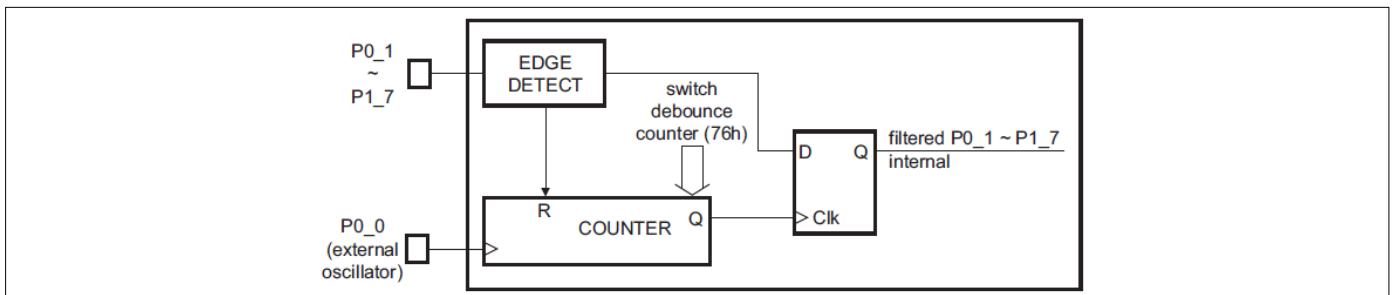 P0_1
~
P1_7
EDGE
DETECT
switch
debounce
counter (76h)
D
Q
filtered P0_1 ~ P1_7
internal
R
Q
COUNTER
Clk
P0_0
(external
oscillator)